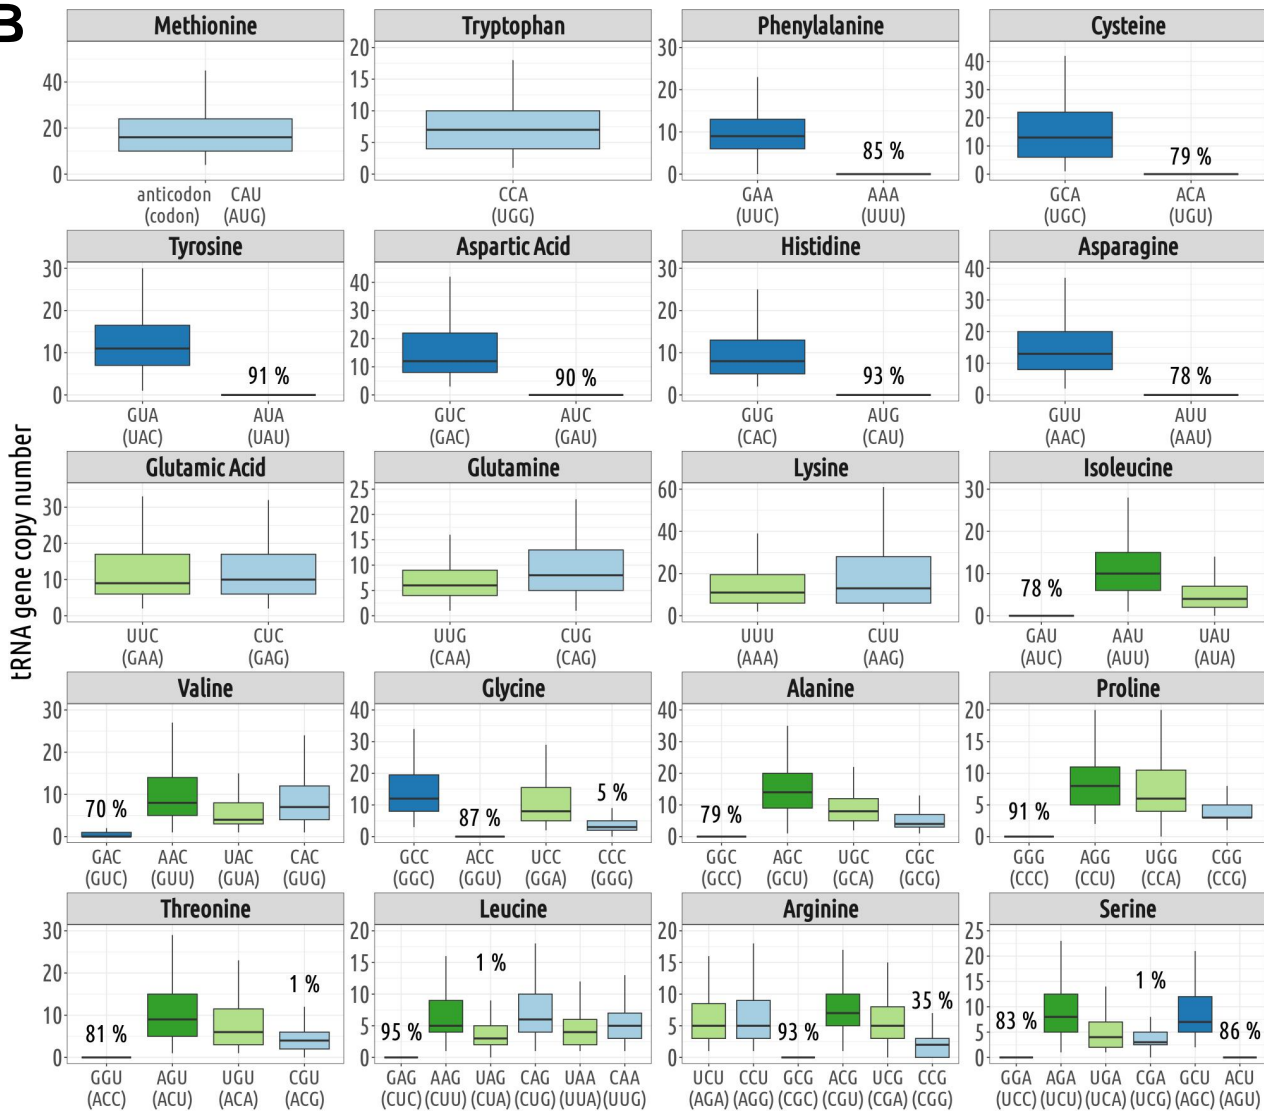 B
tRNA gene copy number
Methionine
40
20
0
anticodon CAU
(codon) (AUG)
Tryptophan
20
15
10
5
0
CCA
(UGG)
Phenylalanine
30
20
10
0
85 %
GAA AAA
(UUC) (UUU)
Cysteine
40
30
20
10
0
79 %
GCA ACA
(UGC) (UGU)
Tyrosine
30
20
10
0
91 %
GUA AUA
(UAC) (UAU)
Aspartic Acid
40
30
20
10
0
90 %
GUC AUC
(GAC) (GAU)
Histidine
30
20
10
0
93 %
GUG AUG
(CAC) (CAU)
Asparagine
40
30
20
10
0
78 %
GUU AUU
(AAC) (AAU)
Glutamic Acid
30
20
10
0
UUC CUC
(GAA) (GAG)
Glutamine
25
20
15
10
5
0
UUG CUG
(CAA) (CAG)
Lysine
60
40
20
0
UUU CUU
(AAA) (AAG)
Isoleucine
30
20
10
0
78 %
GAU AAU UAU
(AUC) (AUU) (AUA)
Valine
30
20
10
0
70 %
GAC AAC UAC CAC
(GUC) (GUU) (GUA) (GUG)
Glycine
40
30
20
10
0
87 %
5 %
GCC ACC UCC CCC
(GGC) (GGU) (GGA) (GGG)
Alanine
40
30
20
10
0
79 %
GGC AGC UGC CGC
(GCC) (GCU) (GCA) (GCG)
Proline
20
15
10
5
0
91 %
GGG AGG UGG CGG
(CCC) (CCU) (CCA) (CCG)
Threonine
30
20
10
0
81 %
1 %
GGU AGU UGU CGU
(ACC) (ACU) (ACA) (ACG)
Leucine
20
15
10
5
0
95 %
1 %
GAG AAG UAG CAG UAA CAA
(CUC) (CUU) (CUA) (CUG) (UUA) (UUG)
Arginine
20
15
10
5
0
93 %
35 %
UCU CCU GCG ACG UCG CCG
(AGA) (AGG) (CGC) (CGU) (CGA) (CGG)
Serine
25
20
15
10
5
0
83 %
1 %
86 %
GGA AGA UGA CGA GCU ACU
(UCC) (UCU) (UCA) (UCG) (AGC) (AGU)